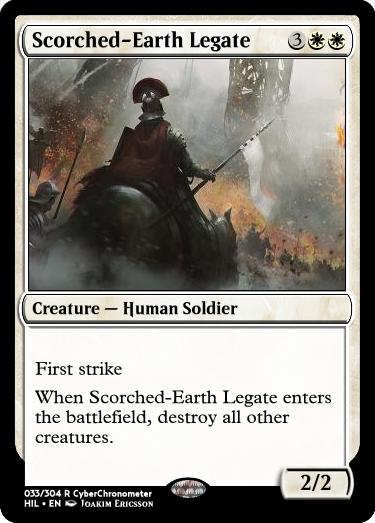 Scorched-Earth Legate 3
Creature — Human Soldier
First strike
When Scorched-Earth Legate enters
the battlefield, destroy all other
creatures.
2/2
033/304 R CyberChronometer
HIL • EN Joakim Ericsson